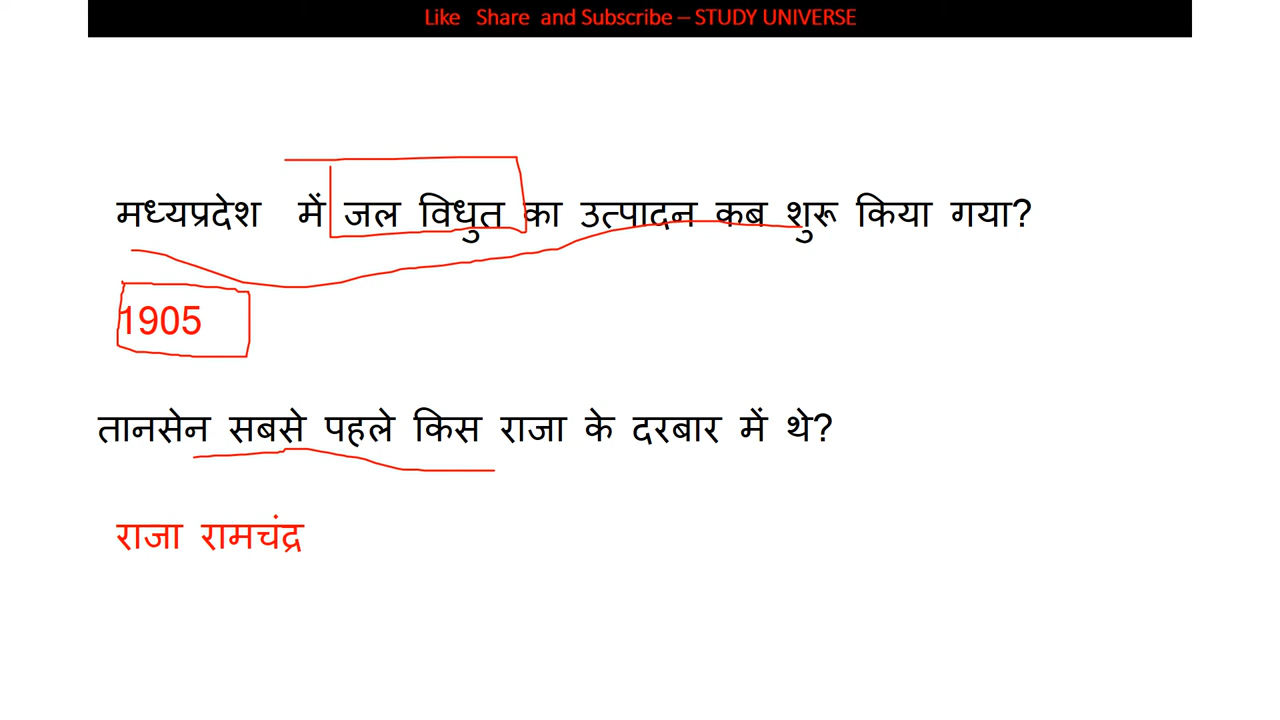 Like Share and Subscribe – STUDY UNIVERSE
मध्यप्रदेश में जल विधुत का उत्पादन कब शुरू किया गया?
1905
तानसेन सबसे पहले किस राजा के दरबार में थे?
राजा रामचंद्र